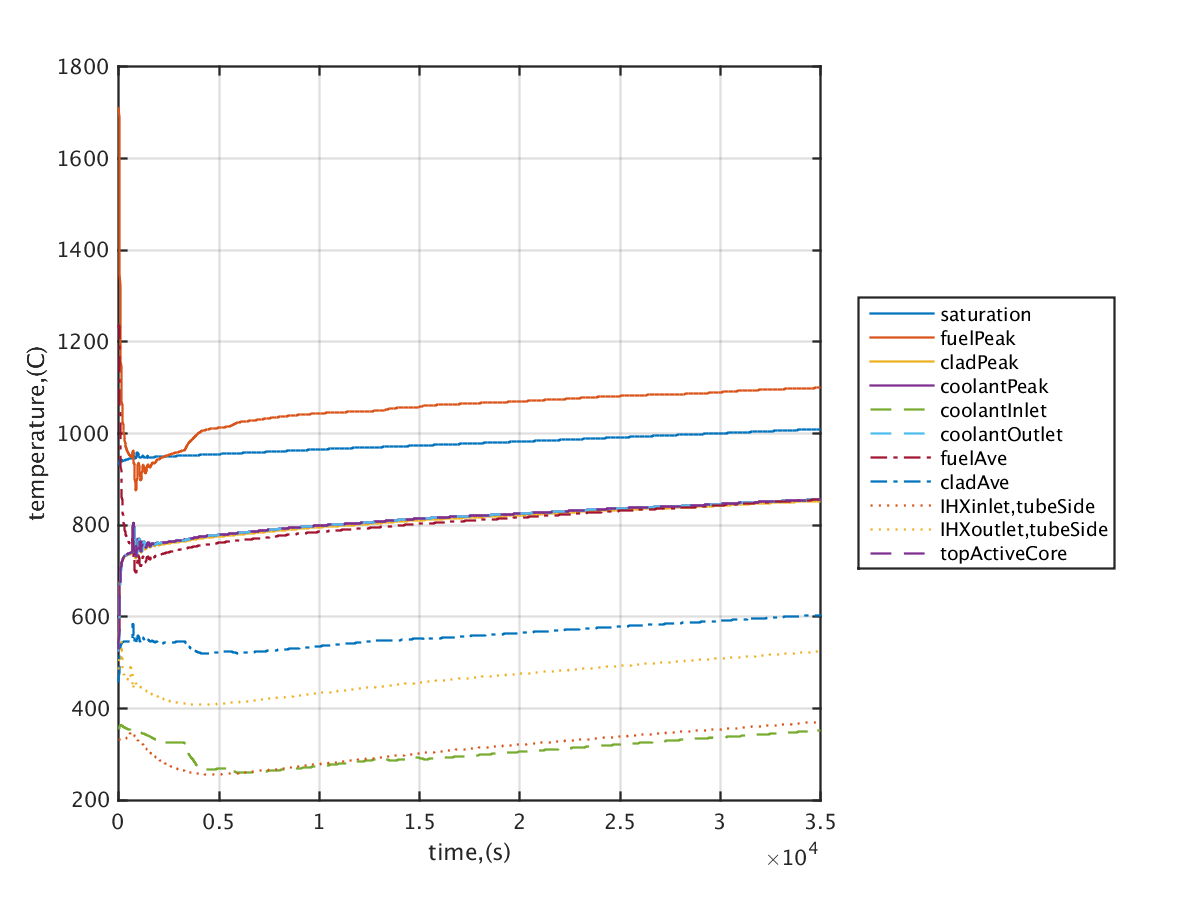 1800
1600
1400
1200
1000
800
600
400
200
temperature,(C)
0 0.5 1 1.5 2 2.5 3 3.5
time,(s)
×10^4
saturation
fuelPeak
cladPeak
coolantPeak
coolantInlet
coolantOutlet
fuelAve
cladAve
IHXinlet,tubeSide
IHXoutlet,tubeSide
topActiveCore